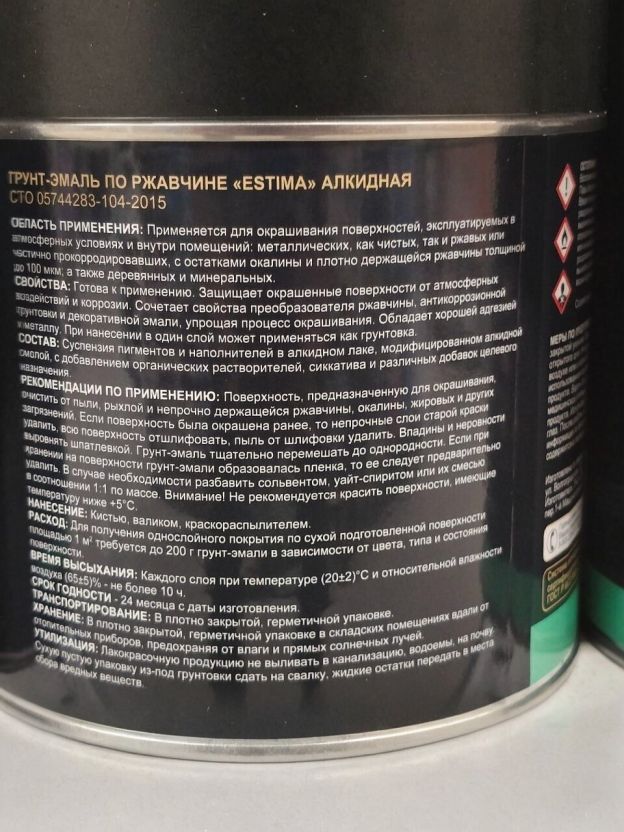 ГРУНТ-ЭМАЛЬ ПО РЖАВЧИНЕ «ESTIMA» АЛКИДНАЯ
СТО 05744283-104-2015
ОБЛАСТЬ ПРИМЕНЕНИЯ: Применяется для окрашивания поверхностей, эксплуатируемых в
атмосферных условиях и внутри помещений: металлических, как чистых, так и ржавых или
частично прокорродировавших, с остатками окалины и плотно держащейся ржавчины толщиной
до 100 мкм; а также деревянных и минеральных.
СВОЙСТВА: Готова к применению. Защищает окрашенные поверхности от атмосферных
воздействий и коррозии. Сочетает свойства преобразователя ржавчины, антикоррозионной
грунтовки и декоративной эмали, упрощая процесс окрашивания. Обладает хорошей адгезией
к металлу. При нанесении в один слой может применяться как грунтовка.
СОСТАВ: Суспензия пигментов и наполнителей в алкидном лаке, модифицированном алкидной
смолой, с добавлением органических растворителей, сиккатива и различных добавок целевого
назначения.
РЕКОМЕНДАЦИИ ПО ПРИМЕНЕНИЮ: Поверхность, предназначенную для окрашивания,
очистить от пыли, рыхлой и непрочно держащейся ржавчины, окалины, жировых и других
загрязнений. Если поверхность была окрашена ранее, то непрочные слои старой краски
удалить, всю поверхность отшлифовать, пыль от шлифовки удалить. Впадины и неровности
выровнять шпатлевкой. Грунт-эмаль тщательно перемешать до однородности. Если при
хранении на поверхности грунт-эмали образовалась пленка, то ее следует предварительно
удалить. В случае необходимости разбавить сольвентом, уайт-спиритом или их смесью
в соотношении 1:1 по массе. Внимание! Не рекомендуется красить поверхности, имеющие
температуру ниже +5°С.
НАНЕСЕНИЕ: Кистью, валиком, краскораспылителем.
РАСХОД: Для получения однослойного покрытия по сухой подготовленной поверхности
площадью 1 м² требуется до 200 г грунт-эмали в зависимости от цвета, типа и состояния
поверхности.
ВРЕМЯ ВЫСЫХАНИЯ: Каждого слоя при температуре (20±2)°С и относительной влажности
воздуха (65±5)% - не более 10 ч.
СРОК ГОДНОСТИ - 24 месяца с даты изготовления.
ТРАНСПОРТИРОВАНИЕ: В плотно закрытой, герметичной упаковке.
ХРАНЕНИЕ: В плотно закрытой, герметичной упаковке в складских помещениях вдали от
отопительных приборов, предохраняя от влаги и прямых солнечных лучей.
УТИЛИЗАЦИЯ: Лакокрасочную продукцию не выливать в канализацию, водоемы, на почву.
Сухую пустую упаковку из-под грунтовки сдать на свалку, жидкие остатки передать в места
сбора вредных веществ.